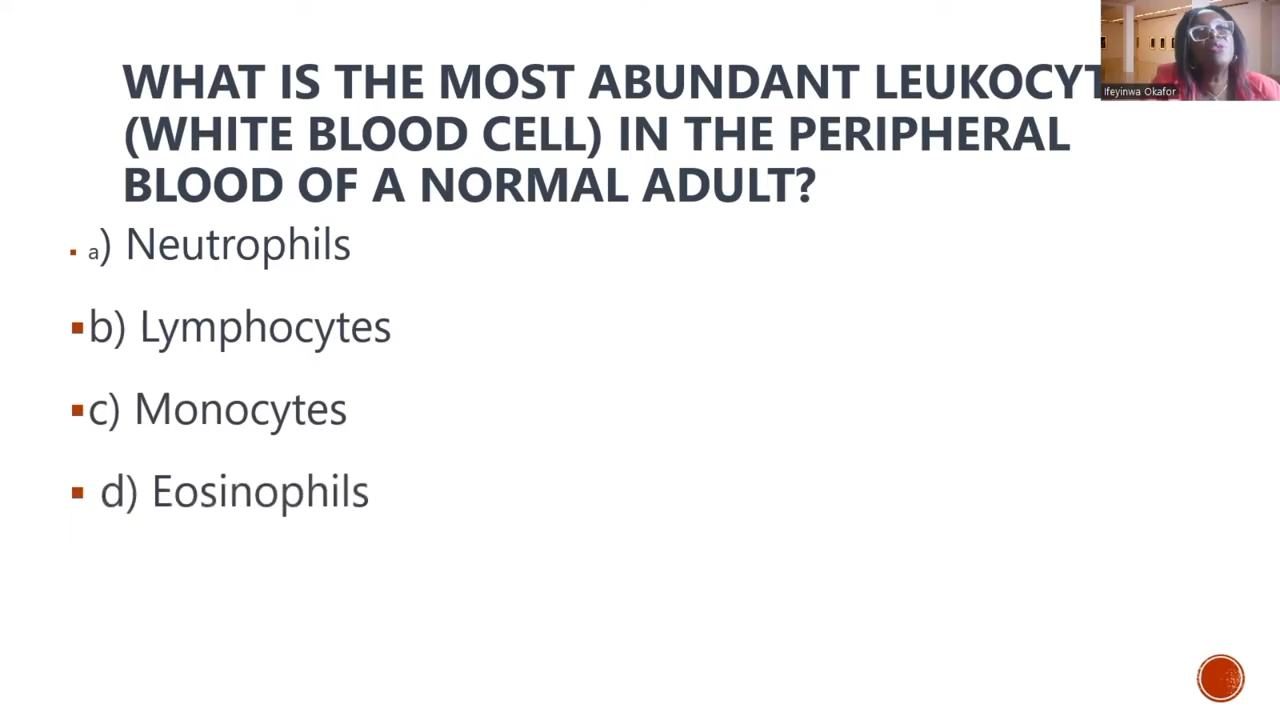 WHAT IS THE MOST ABUNDANT LEUKOCYT
(WHITE BLOOD CELL) IN THE PERIPHERAL
BLOOD OF A NORMAL ADULT?
a) Neutrophils
b) Lymphocytes
c) Monocytes
d) Eosinophils
Ifeyinwa Okafor